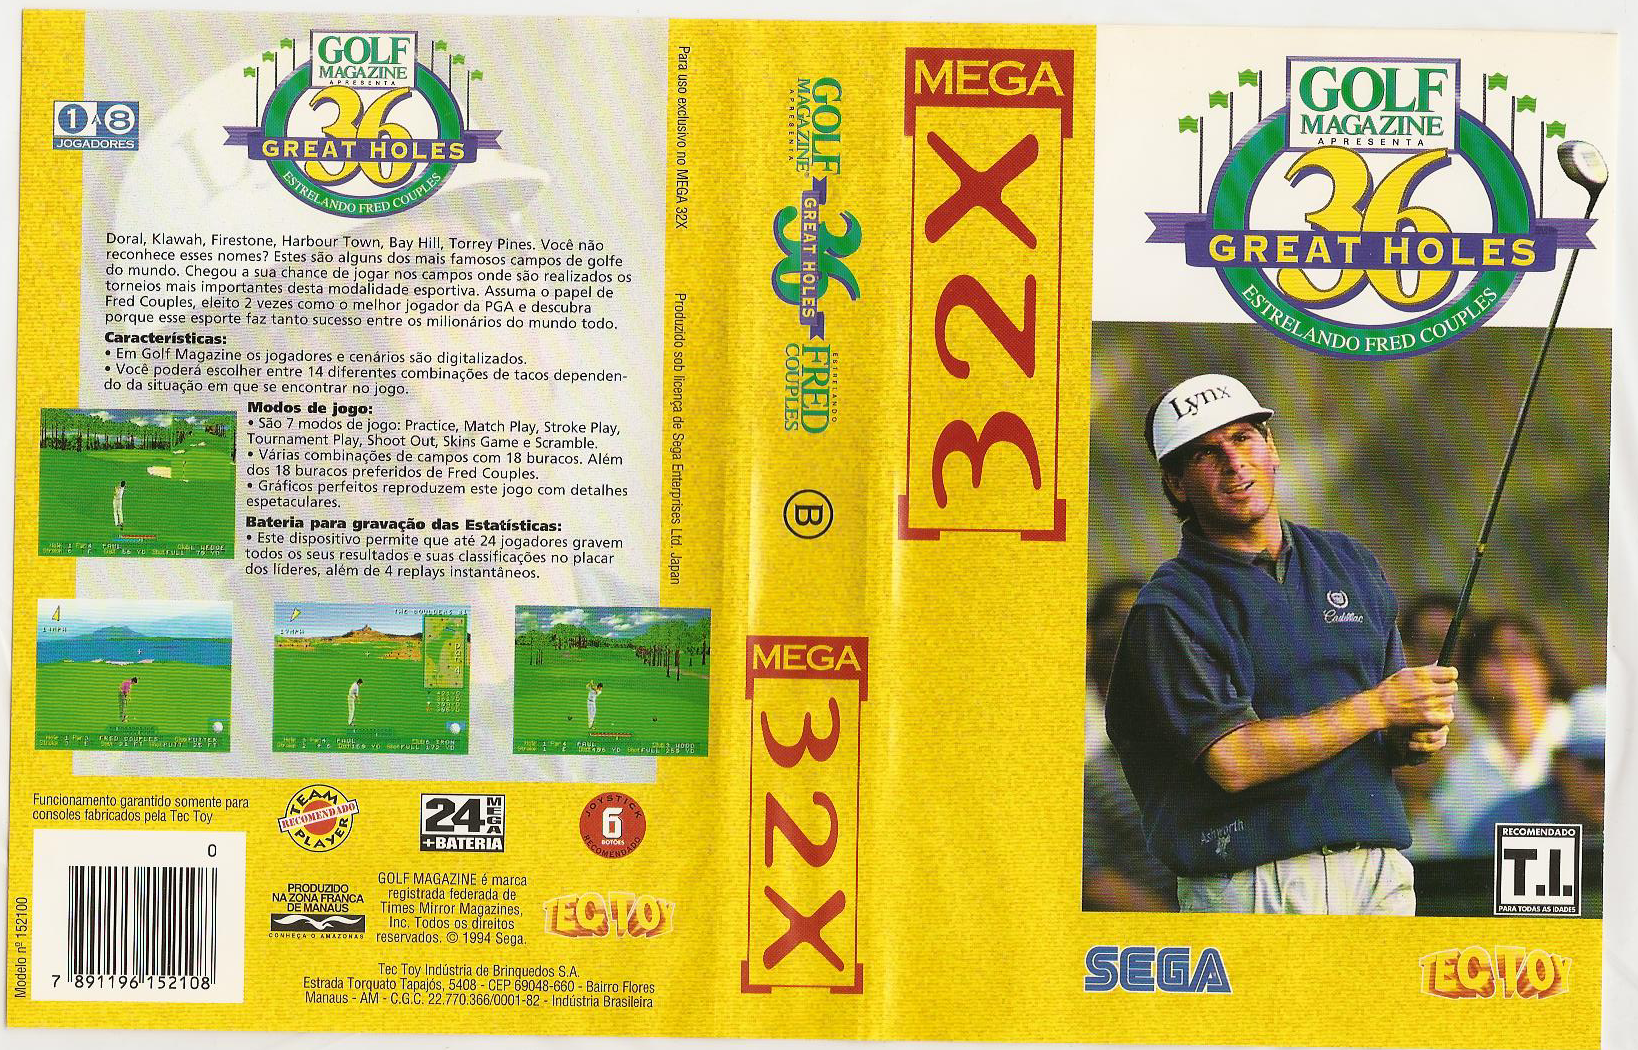 GOLF
MAGAZINE
APRESENTA
36
GREAT HOLES
ESTRELANDO FRED COUPLES
1 A 8
JOGADORES
Doral, Klawah, Firestone, Harbour Town, Bay Hill, Torrey Pines. Você não
reconhece esses nomes? Estes são alguns dos mais famosos campos de golfe
do mundo. Chegou a sua chance de jogar nos campos onde são realizados os
torneios mais importantes desta modalidade esportiva. Assuma o papel de
Fred Couples, eleito 2 vezes como o melhor jogador da PGA e descubra
porque esse esporte faz tanto sucesso entre os milionários do mundo todo.
Características:
• Em Golf Magazine os jogadores e cenários são digitalizados.
• Você poderá escolher entre 14 diferentes combinações de tacos dependen-
do da situação em que se encontrar no jogo.
Modos de jogo:
• São 7 modos de jogo: Practice, Match Play, Stroke Play,
Tournament Play, Shoot Out, Skins Game e Scramble.
• Várias combinações de campos com 18 buracos. Além
dos 18 buracos preferidos de Fred Couples.
• Gráficos perfeitos reproduzem este jogo com detalhes
espetaculares.
Bateria para gravação das Estatísticas:
• Este dispositivo permite que até 24 jogadores gravem
todos os seus resultados e suas classificações no placar
dos líderes, além de 4 replays instantâneos.
THE BOULDERS #1
Funcionamento garantido somente para
consoles fabricados pela Tec Toy
TEAM
RECOMENDADO
PLAYER
24 MEGA
+BATERIA
JOYSTICK
6
BOTÕES
RECOMENDADO
0
7 891196 152108
Modelo nº 152100
PRODUZIDO
NA ZONA FRANCA
DE MANAUS
CONHEÇA O AMAZONAS
GOLF MAGAZINE é marca
registrada federada de
Times Mirror Magazines,
Inc. Todos os direitos
reservados. © 1994 Sega.
TEC TOY
Tec Toy Indústria de Brinquedos S.A.
Estrada Torquato Tapajós, 5408 - CEP 69048-660 - Bairro Flores
Manaus - AM - C.G.C. 22.770.366/0001-82 - Indústria Brasileira
Para uso exclusivo no MEGA 32X
Produzido sob licença de Sega Enterprises Ltd. Japan
GOLF
MAGAZINE
APRESENTA
36
GREAT HOLES
ESTRELANDO
FRED
COUPLES
B
MEGA
32X
MEGA
32X
GOLF
MAGAZINE
APRESENTA
36
GREAT HOLES
ESTRELANDO FRED COUPLES
Lynx
Cadillac
Ashworth
RECOMENDADO
T.I.
PARA TODAS AS IDADES
SEGA
TEC TOY